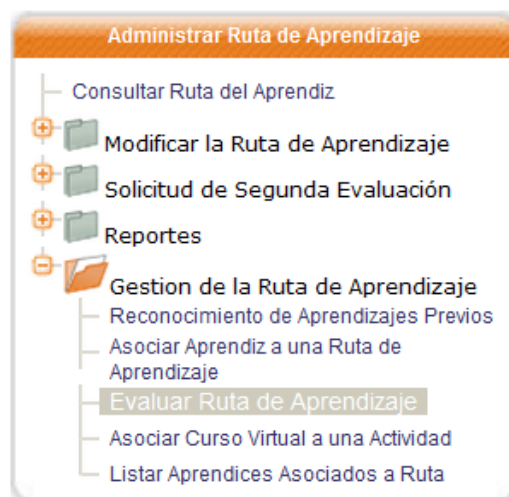 Administrar Ruta de Aprendizaje
Consultar Ruta del Aprendiz
Modificar la Ruta de Aprendizaje
Solicitud de Segunda Evaluación
Reportes
Gestion de la Ruta de Aprendizaje
Reconocimiento de Aprendizajes Previos
Asociar Aprendiz a una Ruta de
Aprendizaje
Evaluar Ruta de Aprendizaje
Asociar Curso Virtual a una Actividad
Listar Aprendices Asociados a Ruta